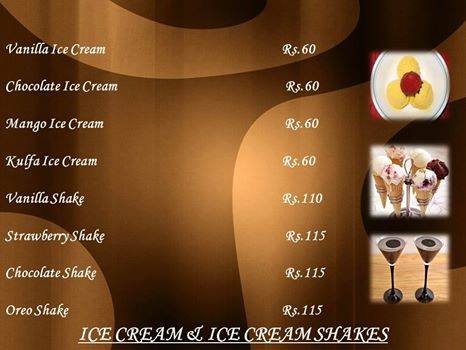 Vanilla Ice Cream Rs.60
Chocolate Ice Cream Rs.60
Mango Ice Cream Rs.60
Kulfa Ice Cream Rs.60
Vanilla Shake Rs.110
Strawberry Shake Rs.115
Chocolate Shake Rs.115
Oreo Shake Rs.115
ICE CREAM & ICE CREAM SHAKES